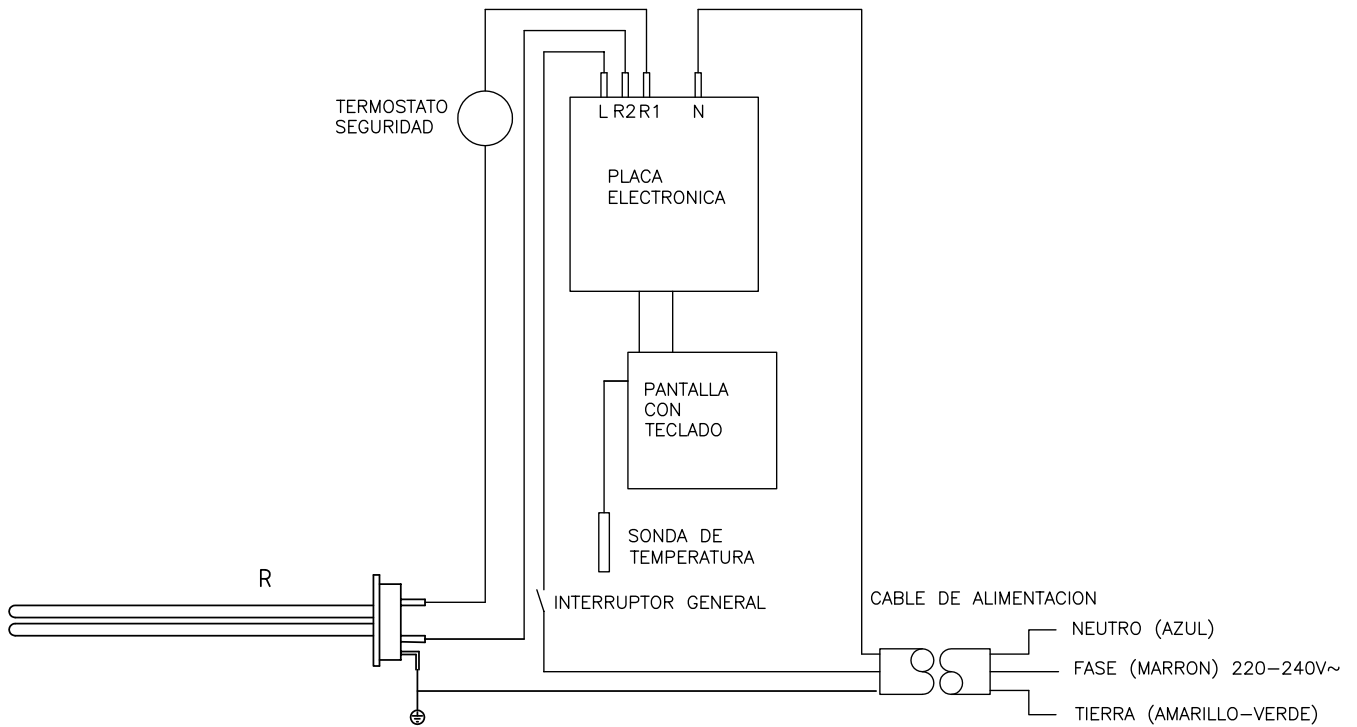 TERMOSTATO
SEGURIDAD
L R2 R1 N
PLACA
ELECTRONICA
PANTALLA
CON
TECLADO
SONDA DE
TEMPERATURA
R
INTERRUPTOR GENERAL
CABLE DE ALIMENTACION
NEUTRO (AZUL)
FASE (MARRON) 220-240V~
TIERRA (AMARILLO-VERDE)